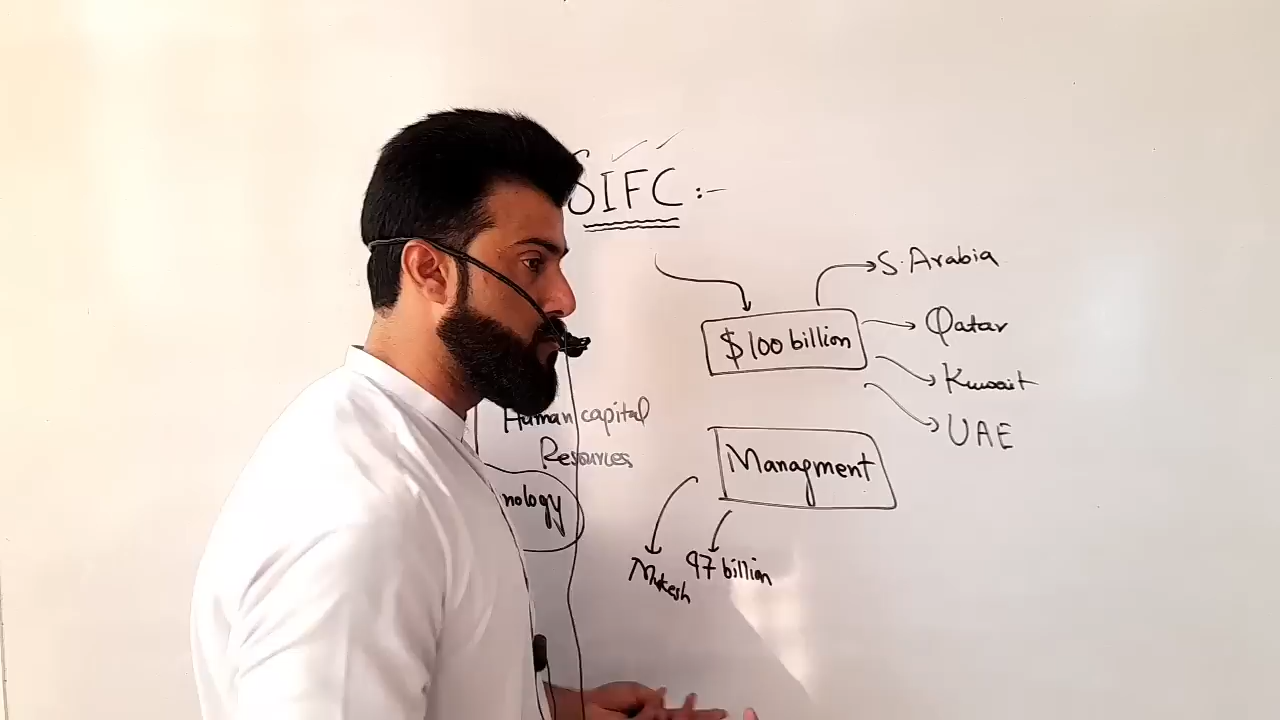 SIFC :-
S. Arabia
$100 billion
Qatar
Kuwait
UAE
Human capital
Resources
Managment
nology
Mukesh
97 billion